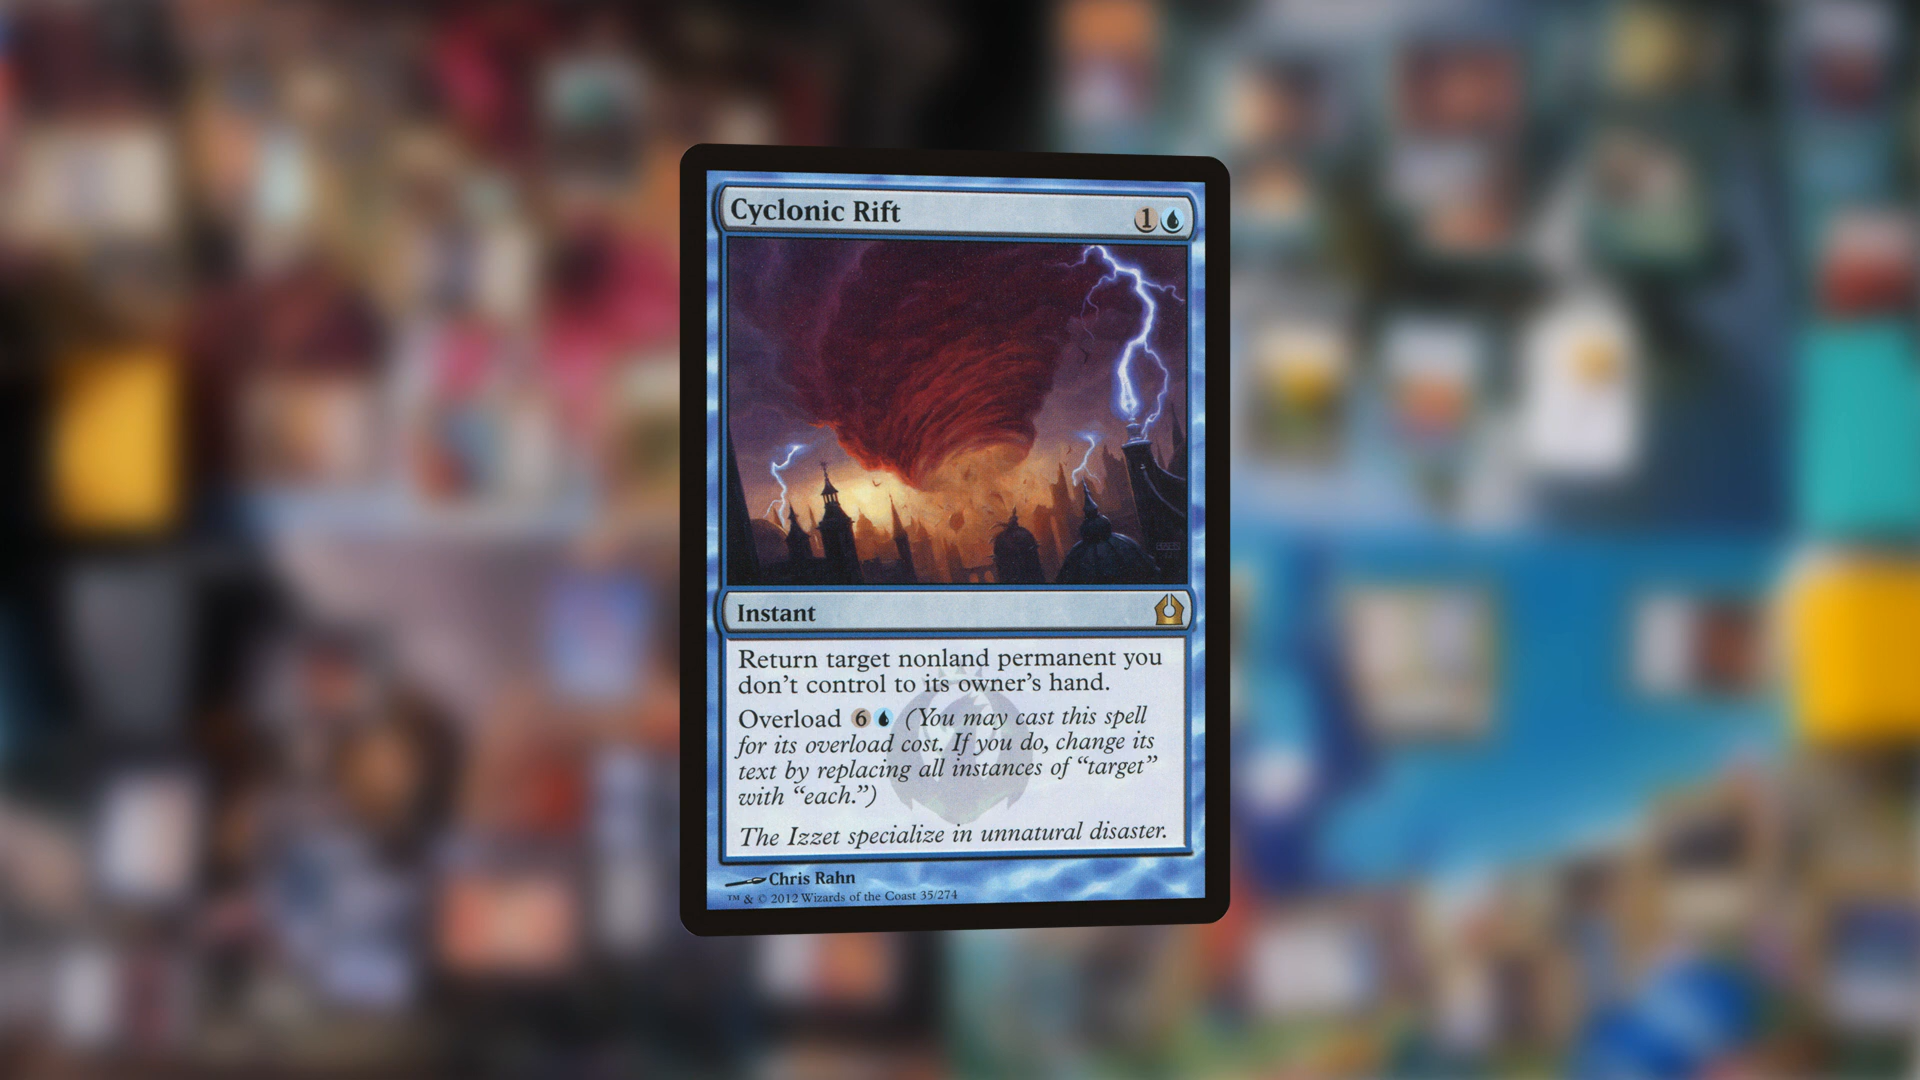 Cyclonic Rift 1
Instant
Return target nonland permanent you
don't control to its owner's hand.
Overload 6 (You may cast this spell
for its overload cost. If you do, change its
text by replacing all instances of “target”
with “each.”)
The Izzet specialize in unnatural disaster.
Chris Rahn
™ & © 2012 Wizards of the Coast 35/274